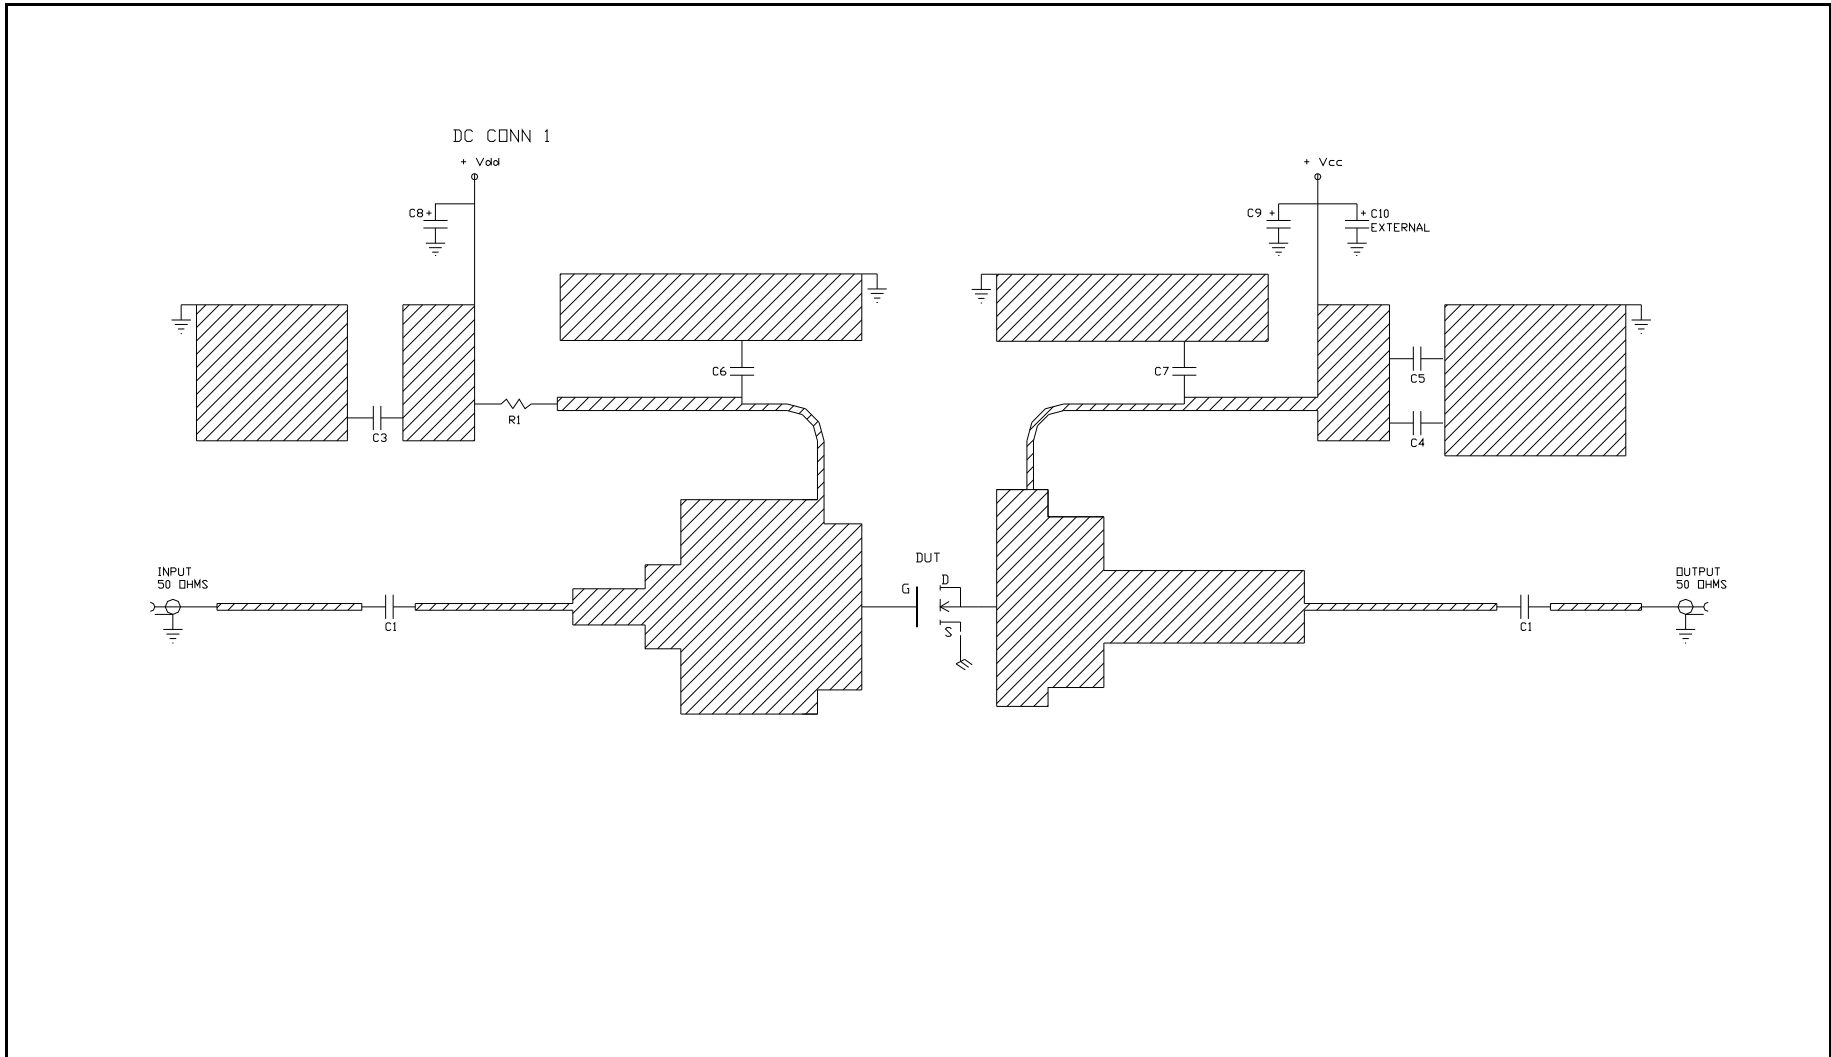 DC CONN 1
+ Vdd
+ Vcc
C8 +
C9 +
+ C10
EXTERNAL
C6
C7
C5
C3
R1
C4
DUT
INPUT
50 OHMS
G
D
S
OUTPUT
50 OHMS
C1
C1